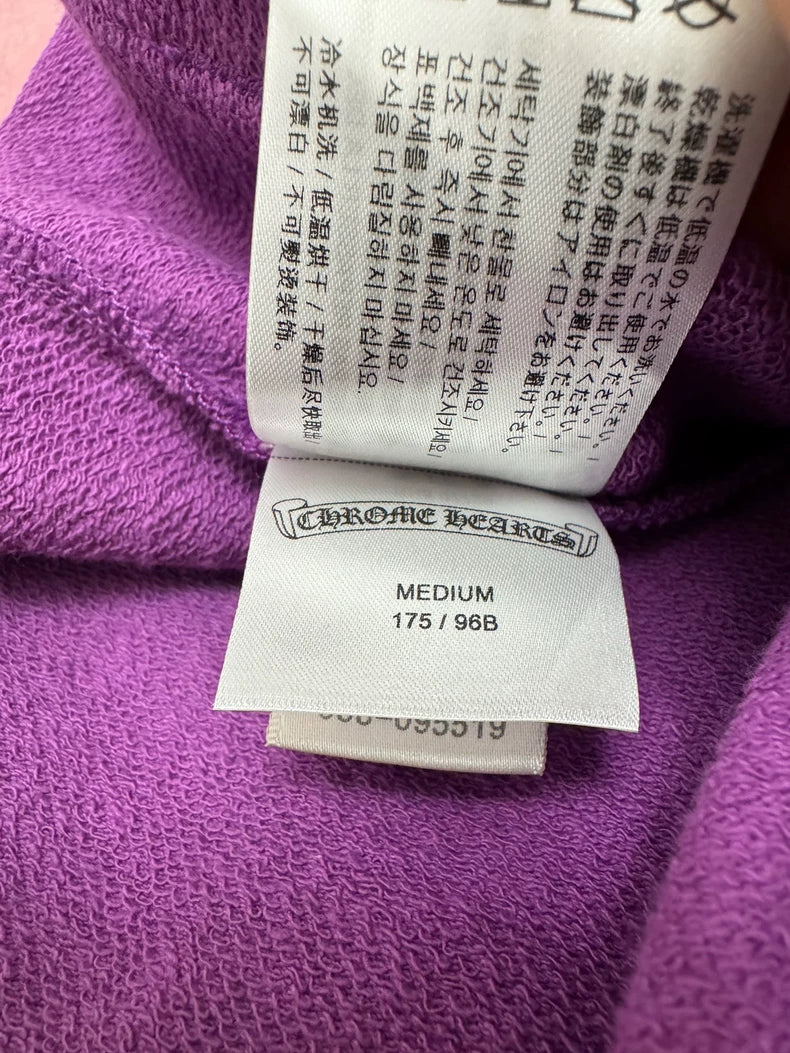 洗濯機で低温の水でお洗いください。/
乾燥機は低温でご使用ください。/
終了後すぐに取り出してください。/
漂白剤の使用はお避けください。/
装飾部分はアイロンをお避け下さい。
세탁기에서 찬물로 세탁하세요/
건조기에서 낮은 온도로 건조시키세요/
건조 후 즉시 빼내세요/
표백제를 사용하지 마세요/
장식을 다림질하지 마십시오.
冷水机洗/低温烘干/干燥后尽快取出/
不可漂白/不可熨烫装饰。
CHROME HEARTS
MEDIUM
175 / 96B
095519